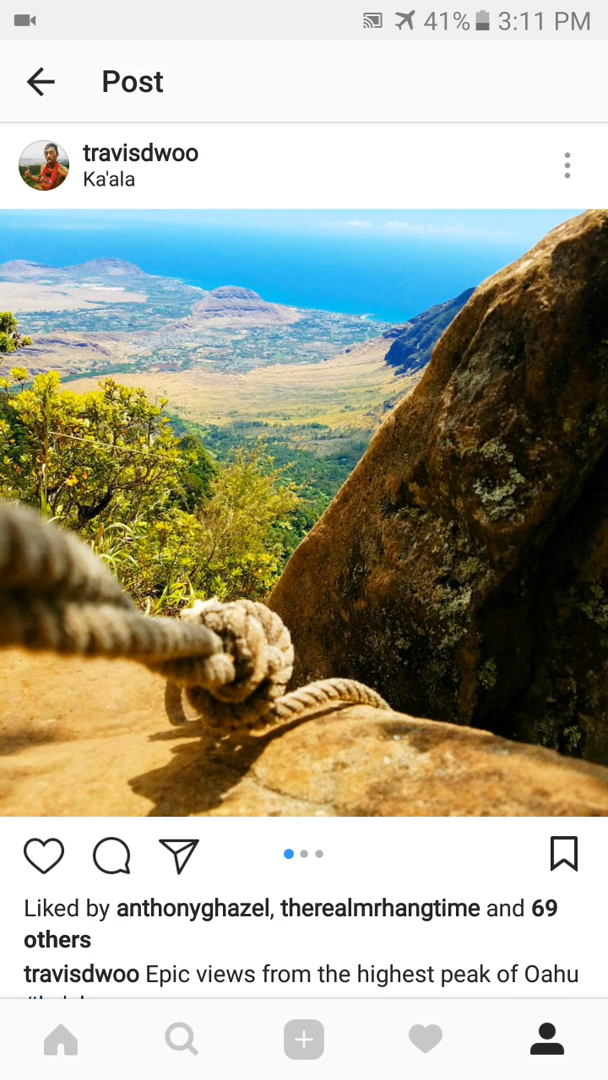 41% 3:11 PM
Post
travisdwoo
Ka'ala
Liked by anthonyghazel, therealmrhangtime and 69
others
travisdwoo Epic views from the highest peak of Oahu